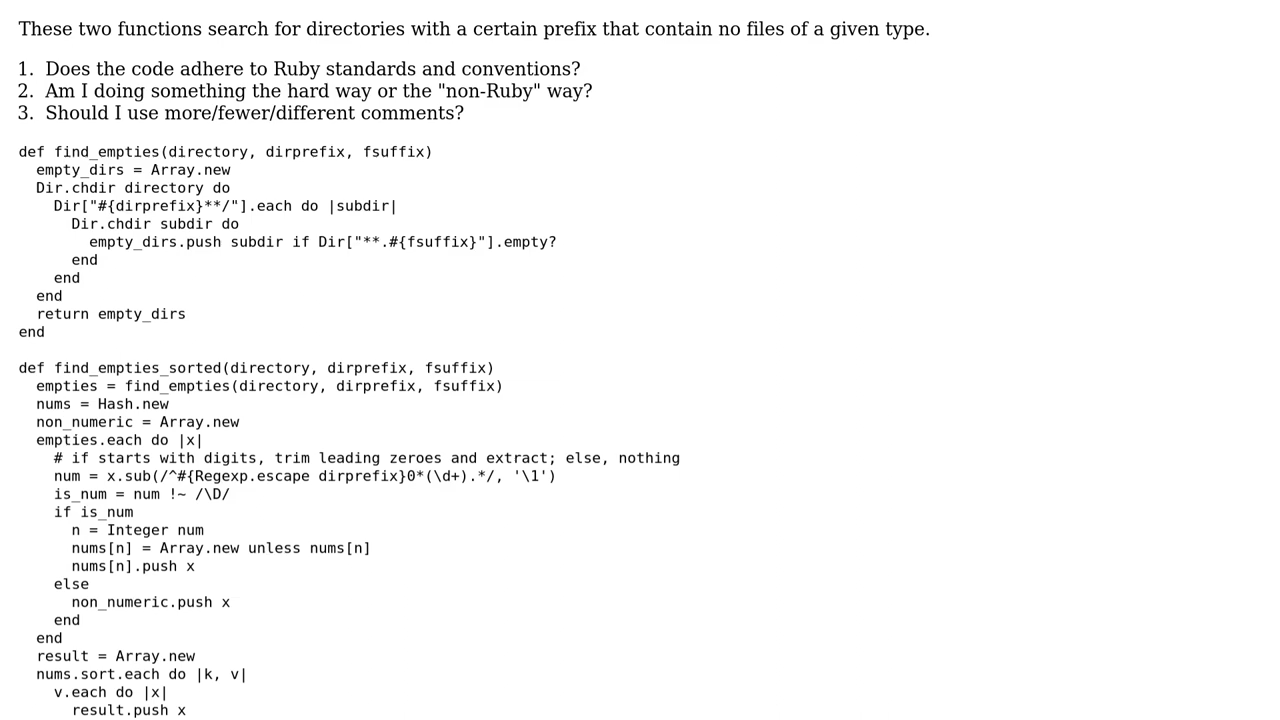 These two functions search for directories with a certain prefix that contain no files of a given type.
1. Does the code adhere to Ruby standards and conventions?
2. Am I doing something the hard way or the "non-Ruby" way?
3. Should I use more/fewer/different comments?
def find_empties(directory, dirprefix, fsuffix)
  empty_dirs = Array.new
  Dir.chdir directory do
    Dir["#{dirprefix}**/"].each do |subdir|
      Dir.chdir subdir do
        empty_dirs.push subdir if Dir["**.#{fsuffix}"].empty?
      end
    end
  end
  return empty_dirs
end

def find_empties_sorted(directory, dirprefix, fsuffix)
  empties = find_empties(directory, dirprefix, fsuffix)
  nums = Hash.new
  non_numeric = Array.new
  empties.each do |x|
    # if starts with digits, trim leading zeroes and extract; else, nothing
    num = x.sub(/^#{Regexp.escape dirprefix}0*(\d+).*/, '\1')
    is_num = num !~ /\D/
    if is_num
      n = Integer num
      nums[n] = Array.new unless nums[n]
      nums[n].push x
    else
      non_numeric.push x
    end
  end
  result = Array.new
  nums.sort.each do |k, v|
    v.each do |x|
      result.push x